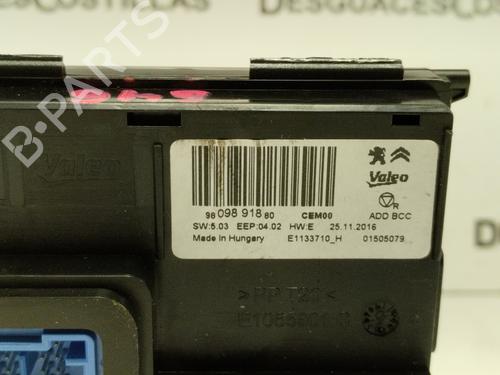 DESGUACES COSTELAS
B-PARTS
Valeo
Valeo
R
98 098 918 80
CEM00
ADD BCC
SW:5.03 EEP:04.02 HW:E 25.11.2016
Made in Hungary E1133710_H 01505079
>PP T20<